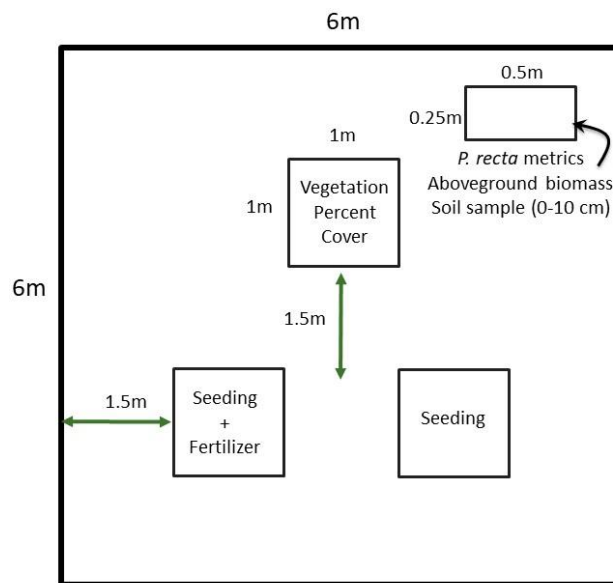 6m
0.5m
0.25m
P. recta metrics
Aboveground biomass
Soil sample (0-10 cm)
1m
1m
Vegetation
Percent
Cover
6m
1.5m
1.5m
Seeding
+
Fertilizer
Seeding